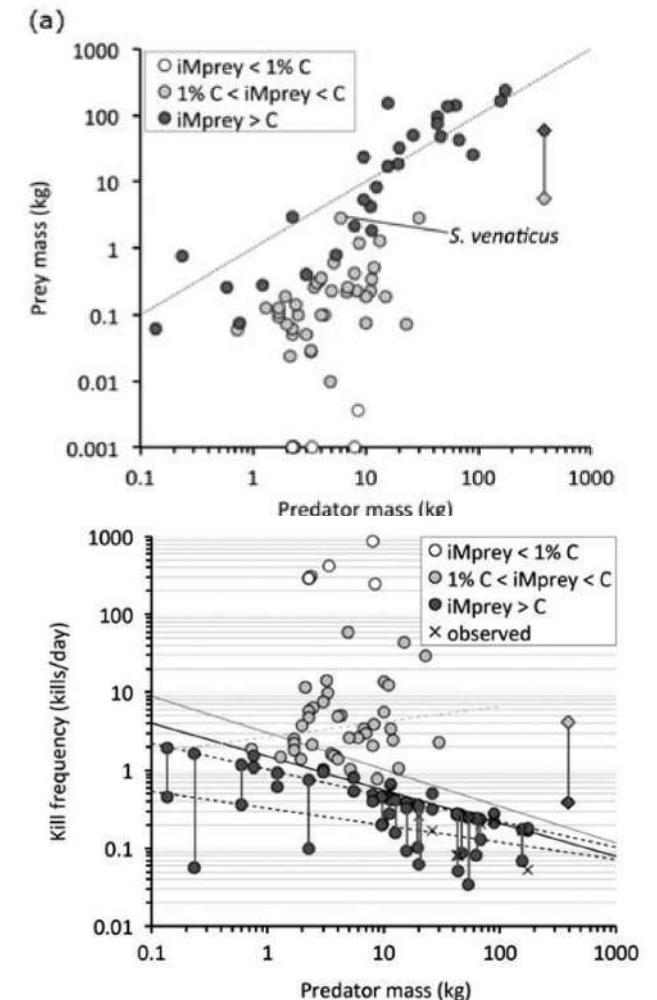 (a)
1000
100
10
1
0.1
0.01
0.001
Prey mass (kg)
iMprey < 1% C
1% C < iMprey < C
iMprey > C
S. venaticus
0.1 1 10 100 1000
Predator mass (kg)
1000
100
10
1
0.1
0.01
Kill frequency (kills/day)
iMprey < 1% C
1% C < iMprey < C
iMprey > C
observed
0.1 1 10 100 1000
Predator mass (kg)